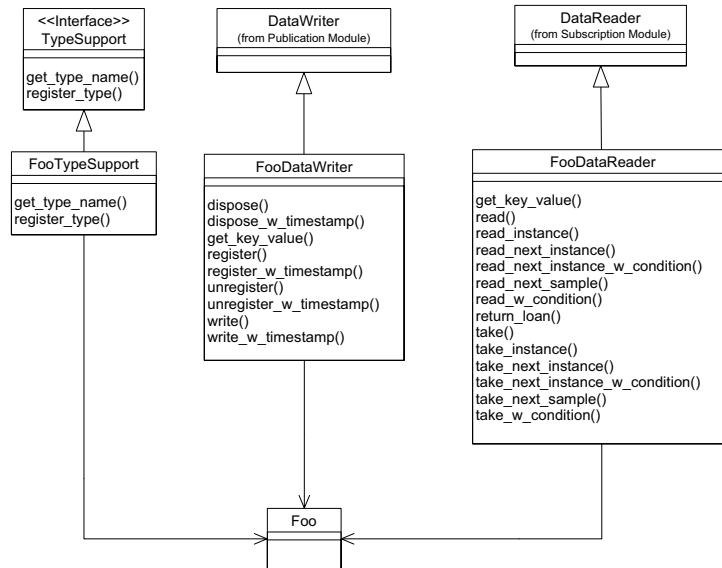 <<Interface>>
TypeSupport
get_type_name()
register_type()
DataWriter
(from Publication Module)
DataReader
(from Subscription Module)
FooTypeSupport
get_type_name()
register_type()
FooDataWriter
dispose()
dispose_w_timestamp()
get_key_value()
register()
register_w_timestamp()
unregister()
unregister_w_timestamp()
write()
write_w_timestamp()
FooDataReader
get_key_value()
read()
read_instance()
read_next_instance()
read_next_instance_w_condition()
read_next_sample()
read_w_condition()
return_loan()
take()
take_instance()
take_next_instance()
take_next_instance_w_condition()
take_next_sample()
take_w_condition()
Foo